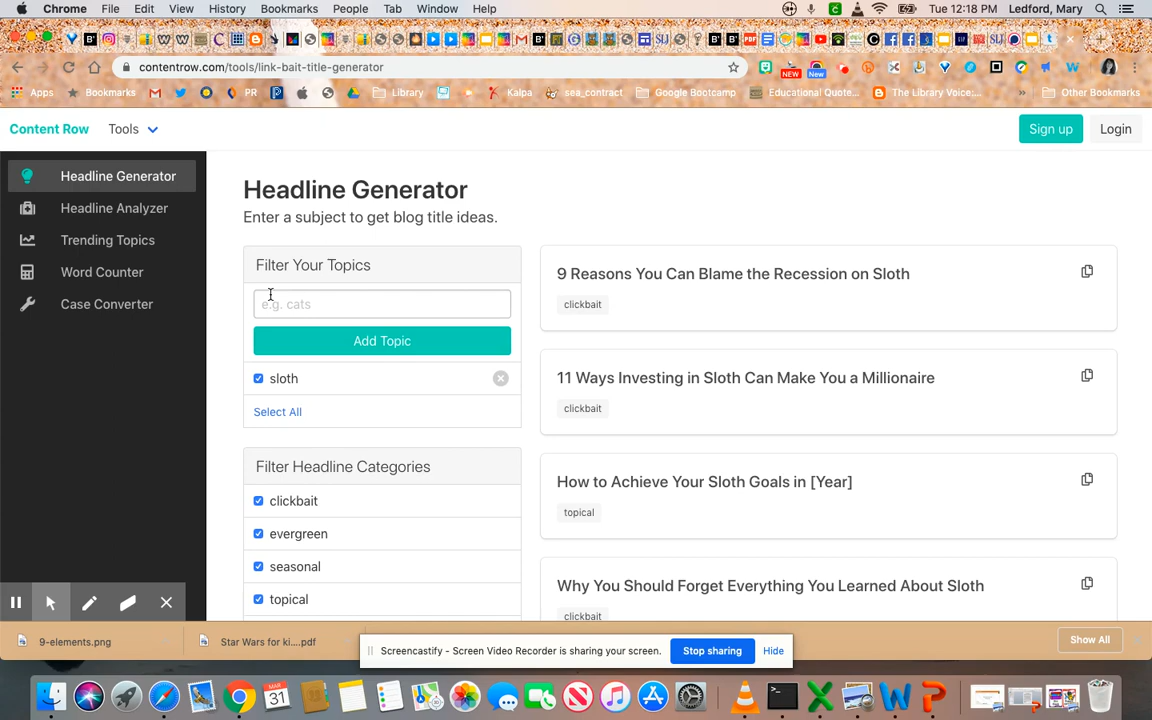 Chrome File Edit View History Bookmarks People Tab Window Help Tue 12:18 PM Ledford, Mary
contentrow.com/tools/link-bait-title-generator
NEW New
Apps Bookmarks PR Library Kalpa sea_contract Google Bootcamp Educational Quote... The Library Voice:... » Other Bookmarks
Content Row Tools Sign up Login
Headline Generator
Headline Analyzer
Trending Topics
Word Counter
Case Converter
Headline Generator
Enter a subject to get blog title ideas.
Filter Your Topics
e.g. cats
Add Topic
sloth
Select All
Filter Headline Categories
clickbait
evergreen
seasonal
topical
9 Reasons You Can Blame the Recession on Sloth
clickbait
11 Ways Investing in Sloth Can Make You a Millionaire
clickbait
How to Achieve Your Sloth Goals in [Year]
topical
Why You Should Forget Everything You Learned About Sloth
clickbait
9-elements.png Star Wars for ki....pdf Show All
Screencastify - Screen Video Recorder is sharing your screen. Stop sharing Hide
MAR
31